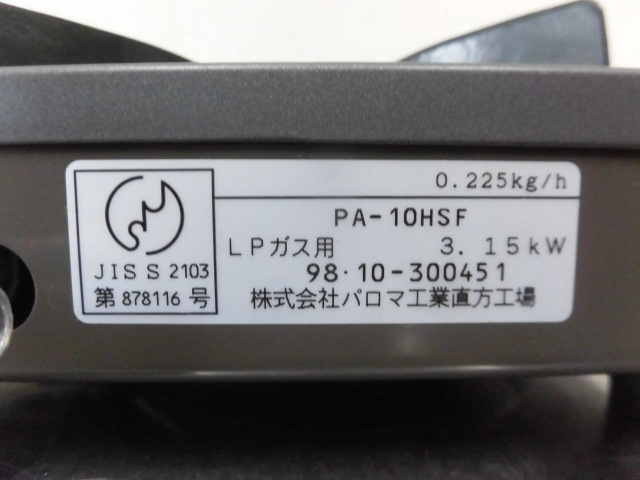 JIS S 2103
第 878116 号
0.225kg/h
PA-10HSF
LPガス用 3.15kW
98・10-300451
株式会社パロマ工業直方工場